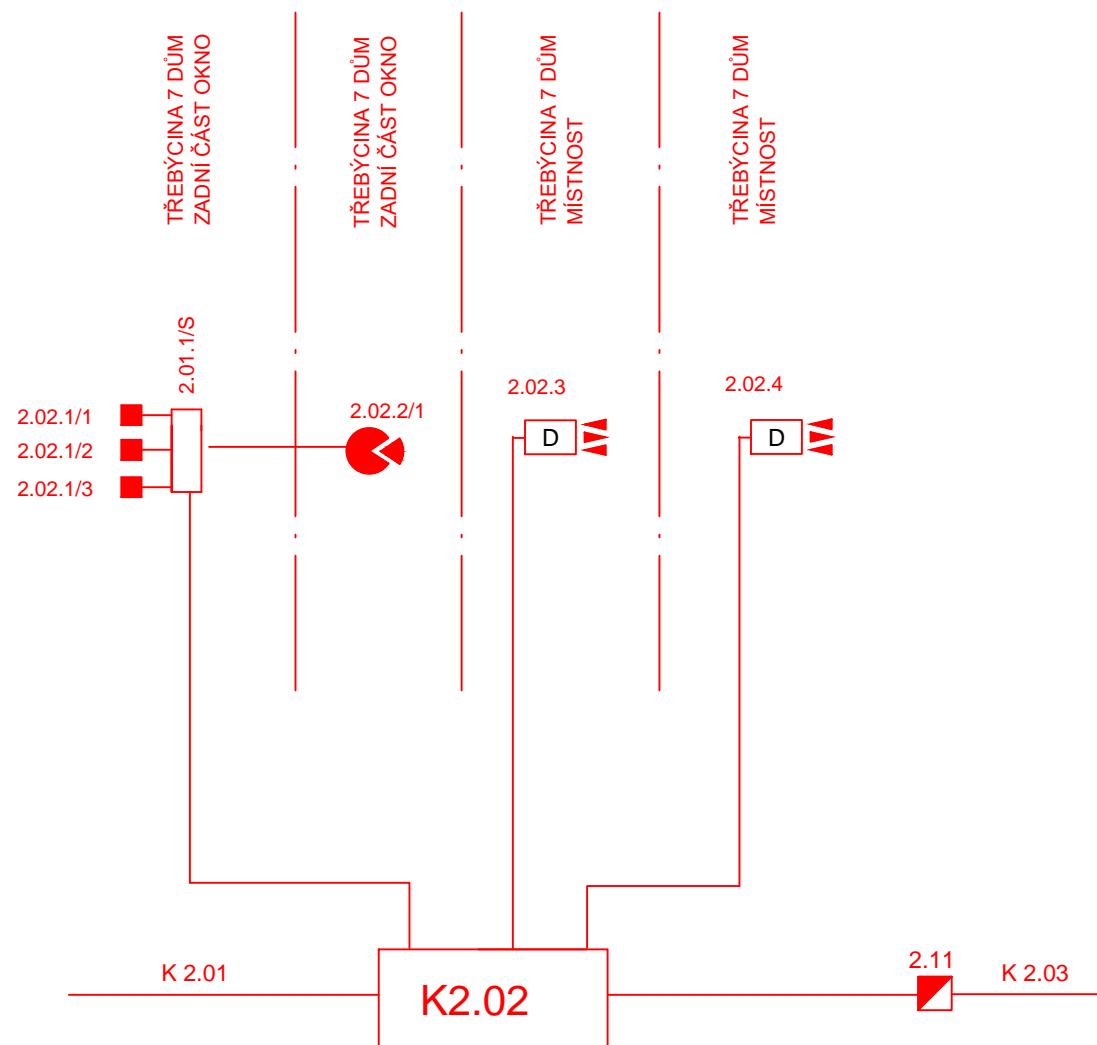 TŘEBÝCINA 7 DŮM
ZADNÍ ČÁST OKNO
TŘEBÝCINA 7 DŮM
ZADNÍ ČÁST OKNO
TŘEBÝCINA 7 DŮM
MÍSTNOST
TŘEBÝCINA 7 DŮM
MÍSTNOST
2.01.1/S
2.02.1/1
2.02.1/2
2.02.1/3
2.02.2/1
2.02.3
D
2.02.4
D
K 2.01
K2.02
2.11
K 2.03